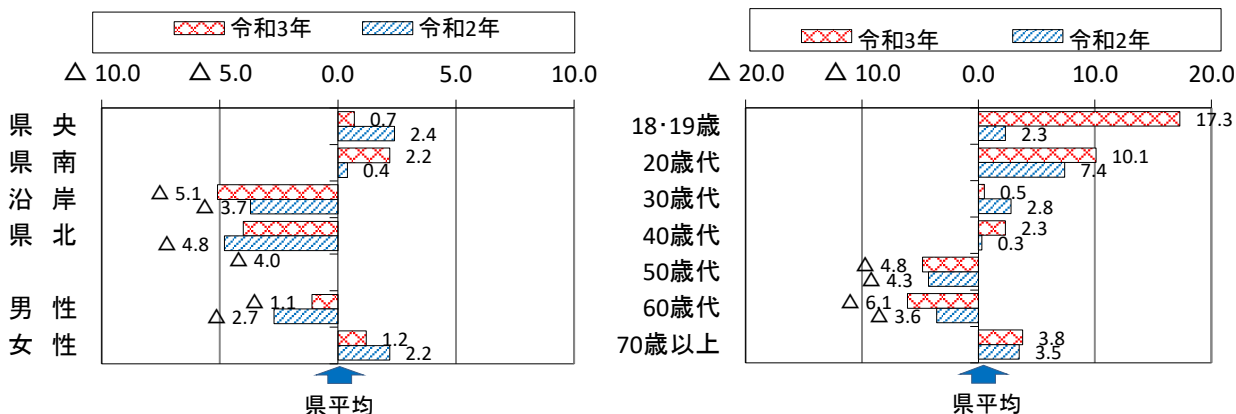 令和3年 令和2年
△ 10.0 △ 5.0 0.0 5.0 10.0
県 央 0.7
2.4
県 南 2.2
0.4
沿 岸 △ 5.1
△ 3.7
県 北
△ 4.8
△ 4.0
男 性 △ 1.1
△ 2.7
女 性 1.2
2.2
県平均
令和3年 令和2年
△ 20.0 △ 10.0 0.0 10.0 20.0
18･19歳 17.3
2.3
20歳代 10.1
7.4
30歳代 0.5
2.8
40歳代 2.3
0.3
50歳代 △ 4.8
△ 4.3
60歳代 △ 6.1
△ 3.6
70歳以上 3.8
3.5
県平均